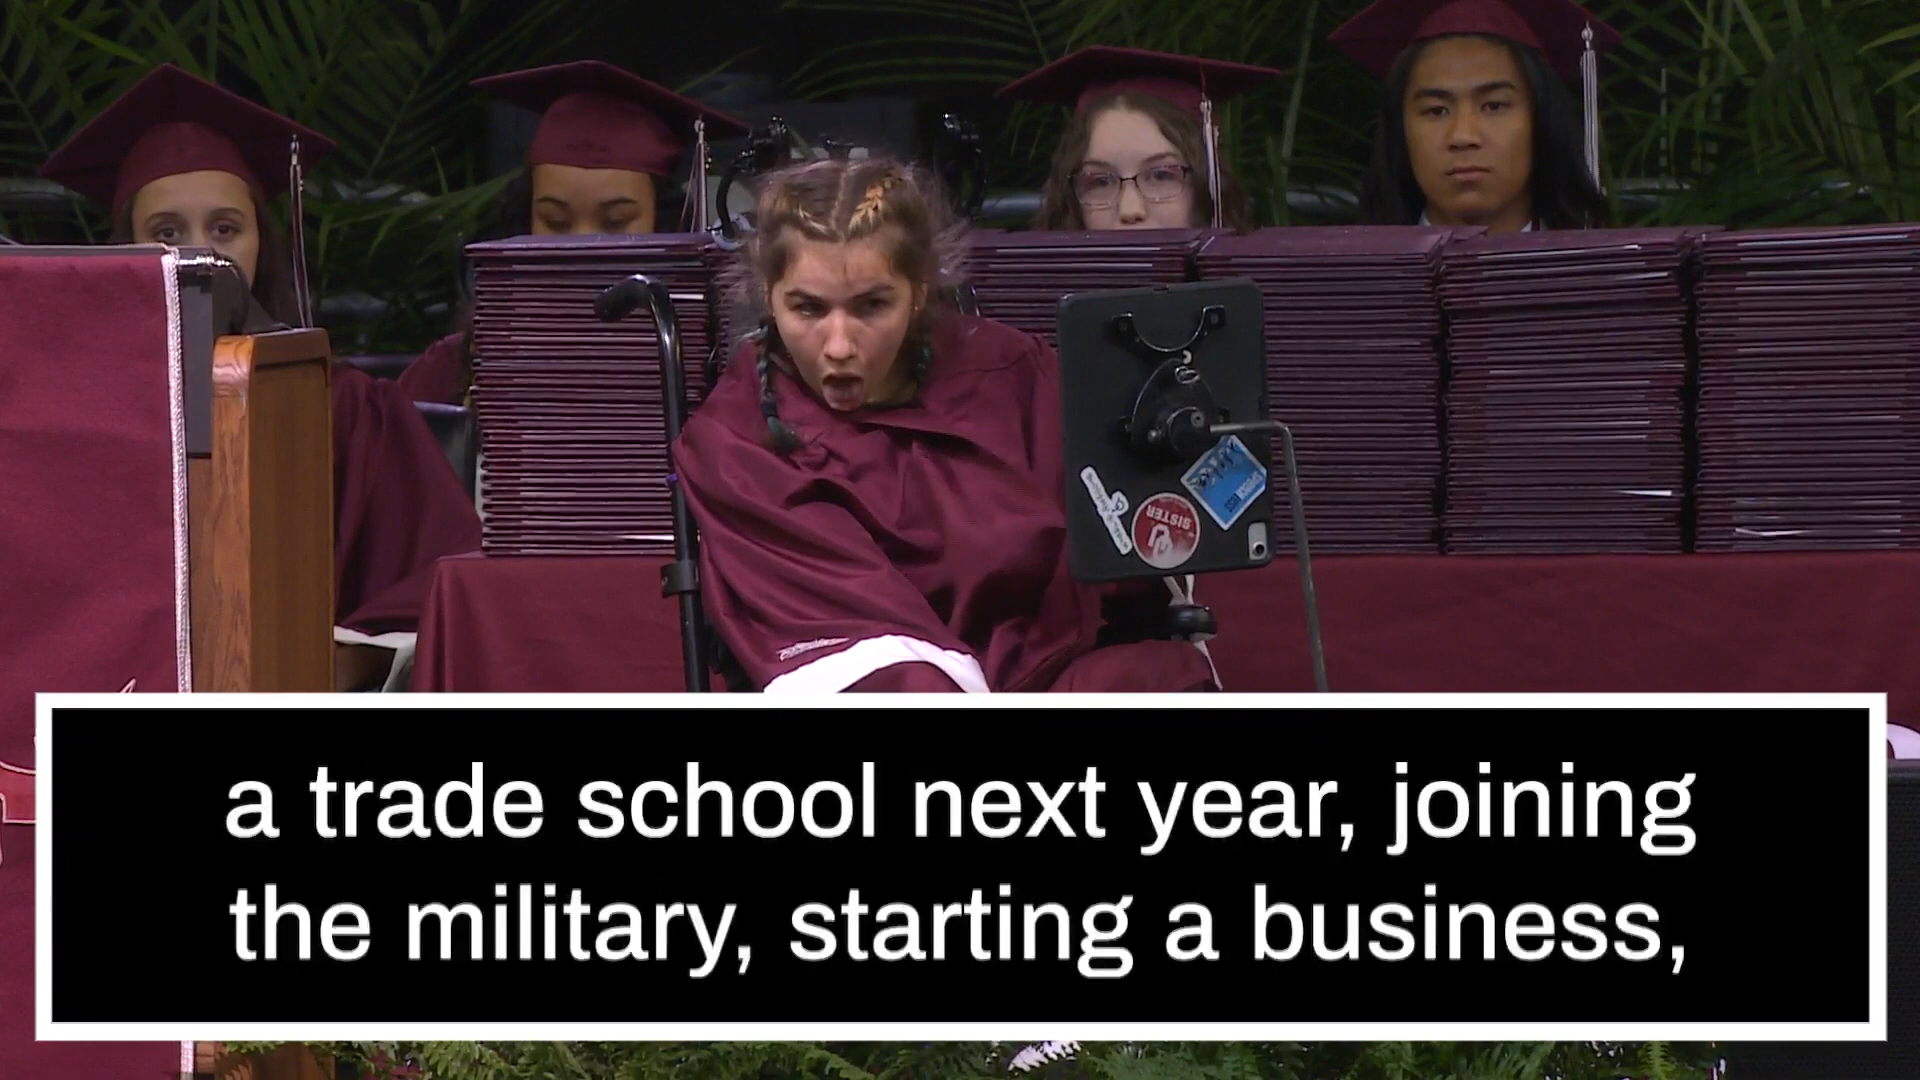 SISTER
a trade school next year, joining
the military, starting a business,